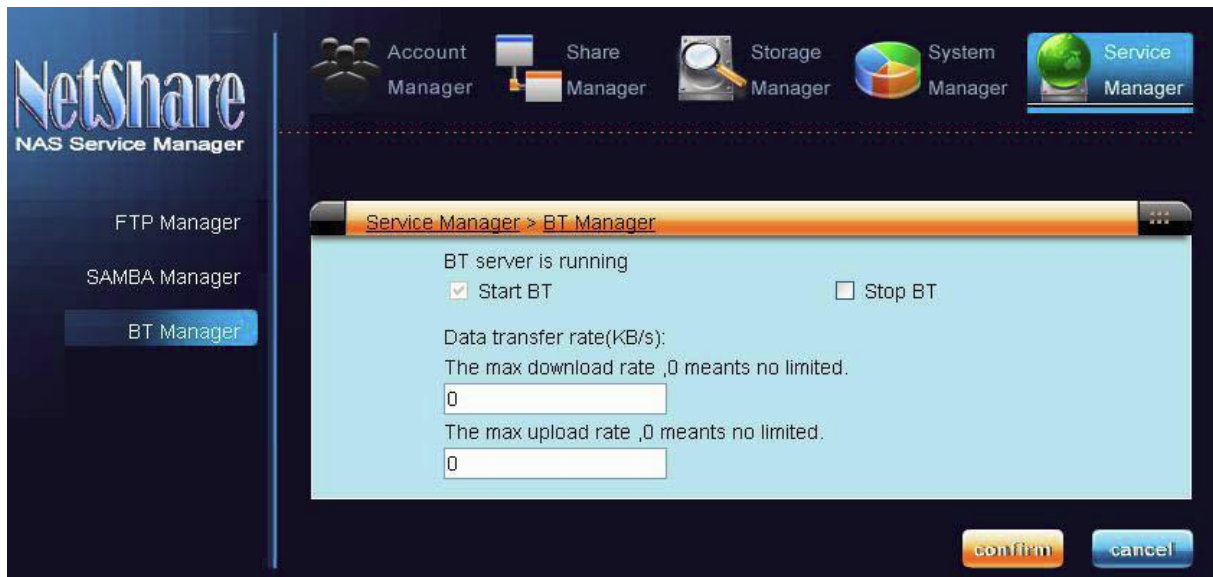 NetShare
NAS Service Manager
Account Manager
Share Manager
Storage Manager
System Manager
Service Manager
FTP Manager
SAMBA Manager
BT Manager
Service Manager > BT Manager
BT server is running
Start BT
Stop BT
Data transfer rate(KB/s):
The max download rate ,0 meants no limited.
0
The max upload rate ,0 meants no limited.
0
confirm
cancel